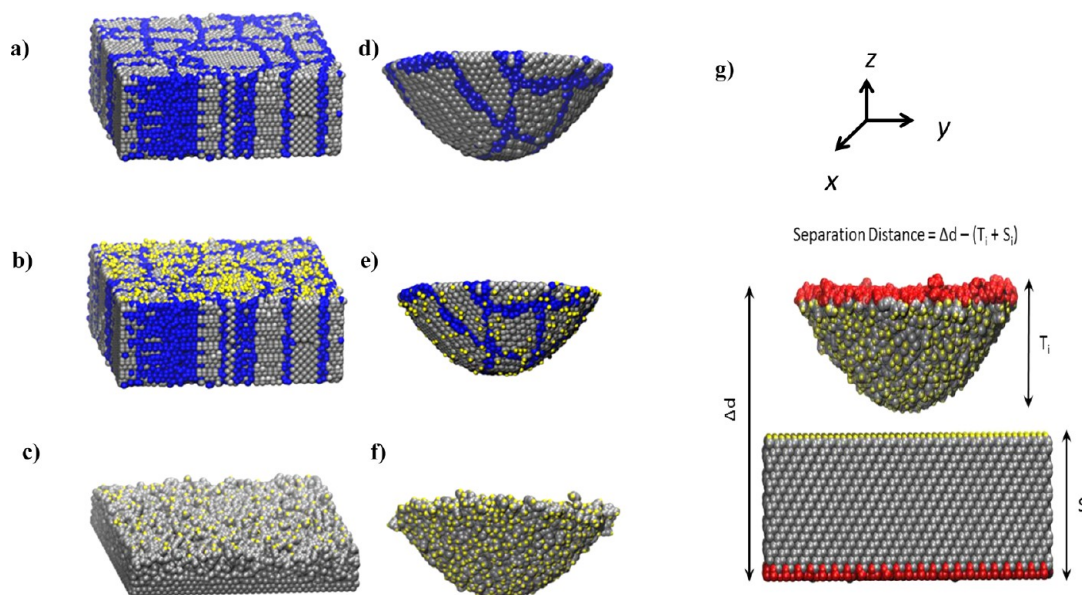 a)
d)
g)
z
y
x
b)
e)
Separation Distance = Δd – (Tᵢ + Sᵢ)
Tᵢ
Δd
c)
f)
S